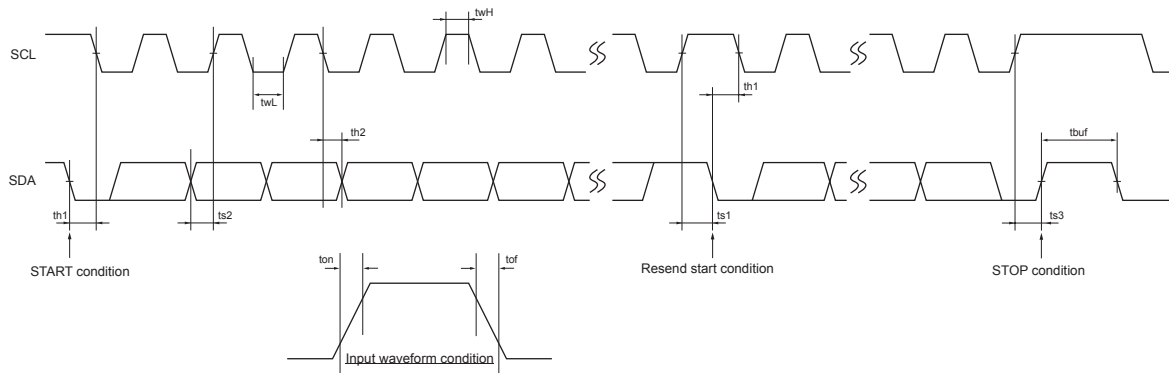 twH
SCL
th1
twL
th2
tbuf
SDA
th1
ts2
ts1
ts3
START condition
ton
tof
Resend start condition
STOP condition
Input waveform condition